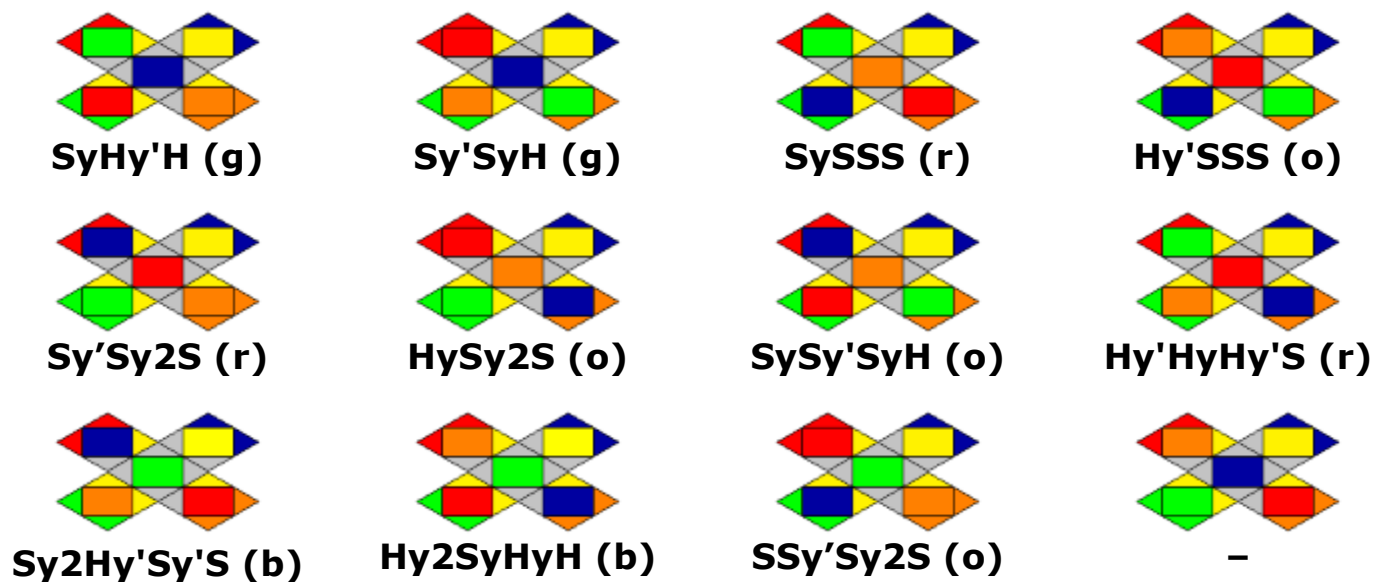 SyHy'H (g)
Sy'SyH (g)
SySSS (r)
Hy'SSS (o)
Sy’Sy2S (r)
HySy2S (o)
SySy'SyH (o)
Hy'HyHy'S (r)
Sy2Hy'Sy'S (b)
Hy2SyHyH (b)
SSy’Sy2S (o)
–